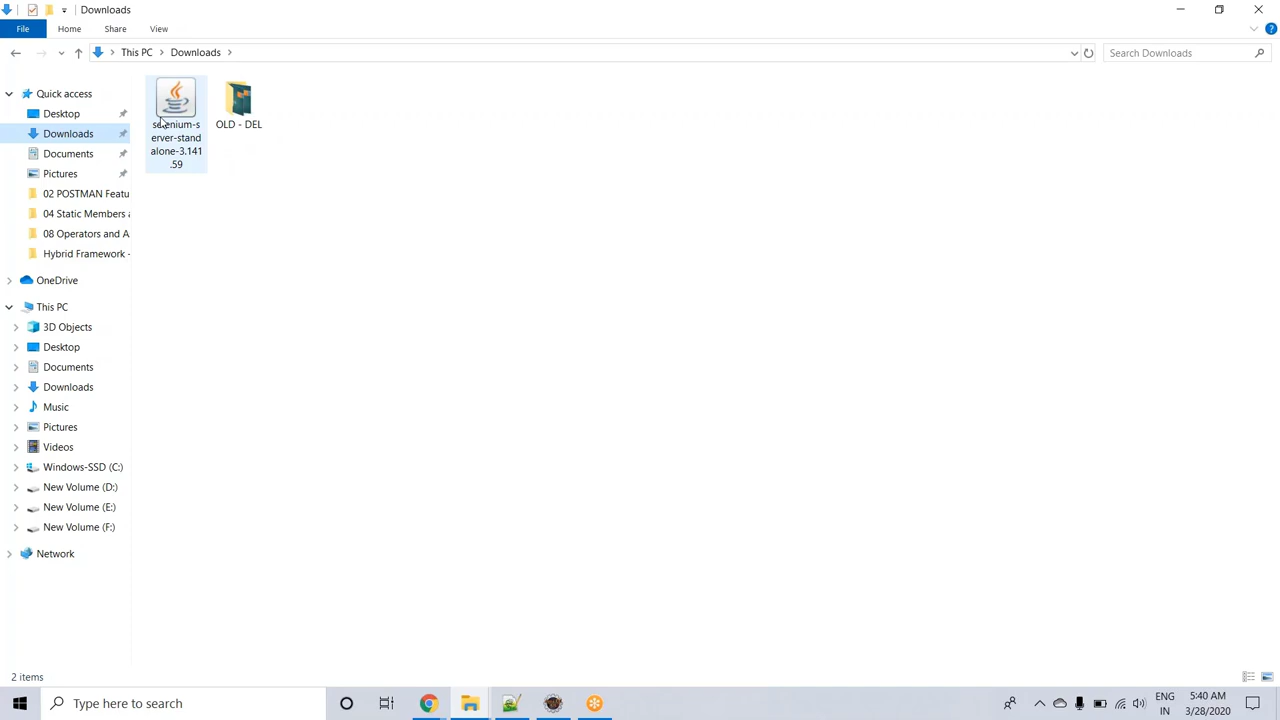 Downloads
File Home Share View
This PC Downloads
Search Downloads
Quick access
Desktop
Downloads
Documents
Pictures
02 POSTMAN Featu
04 Static Members a
08 Operators and A
Hybrid Framework -
OneDrive
This PC
3D Objects
Desktop
Documents
Downloads
Music
Pictures
Videos
Windows-SSD (C:)
New Volume (D:)
New Volume (E:)
New Volume (F:)
Network
selenium-s
erver-stand
alone-3.141
.59
OLD - DEL
2 items
Type here to search
ENG
IN
5:40 AM
3/28/2020